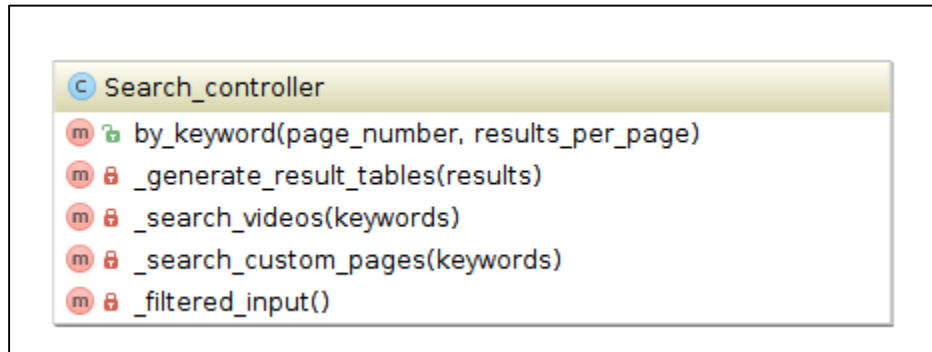 C Search_controller
m by_keyword(page_number, results_per_page)
m _generate_result_tables(results)
m _search_videos(keywords)
m _search_custom_pages(keywords)
m _filtered_input()